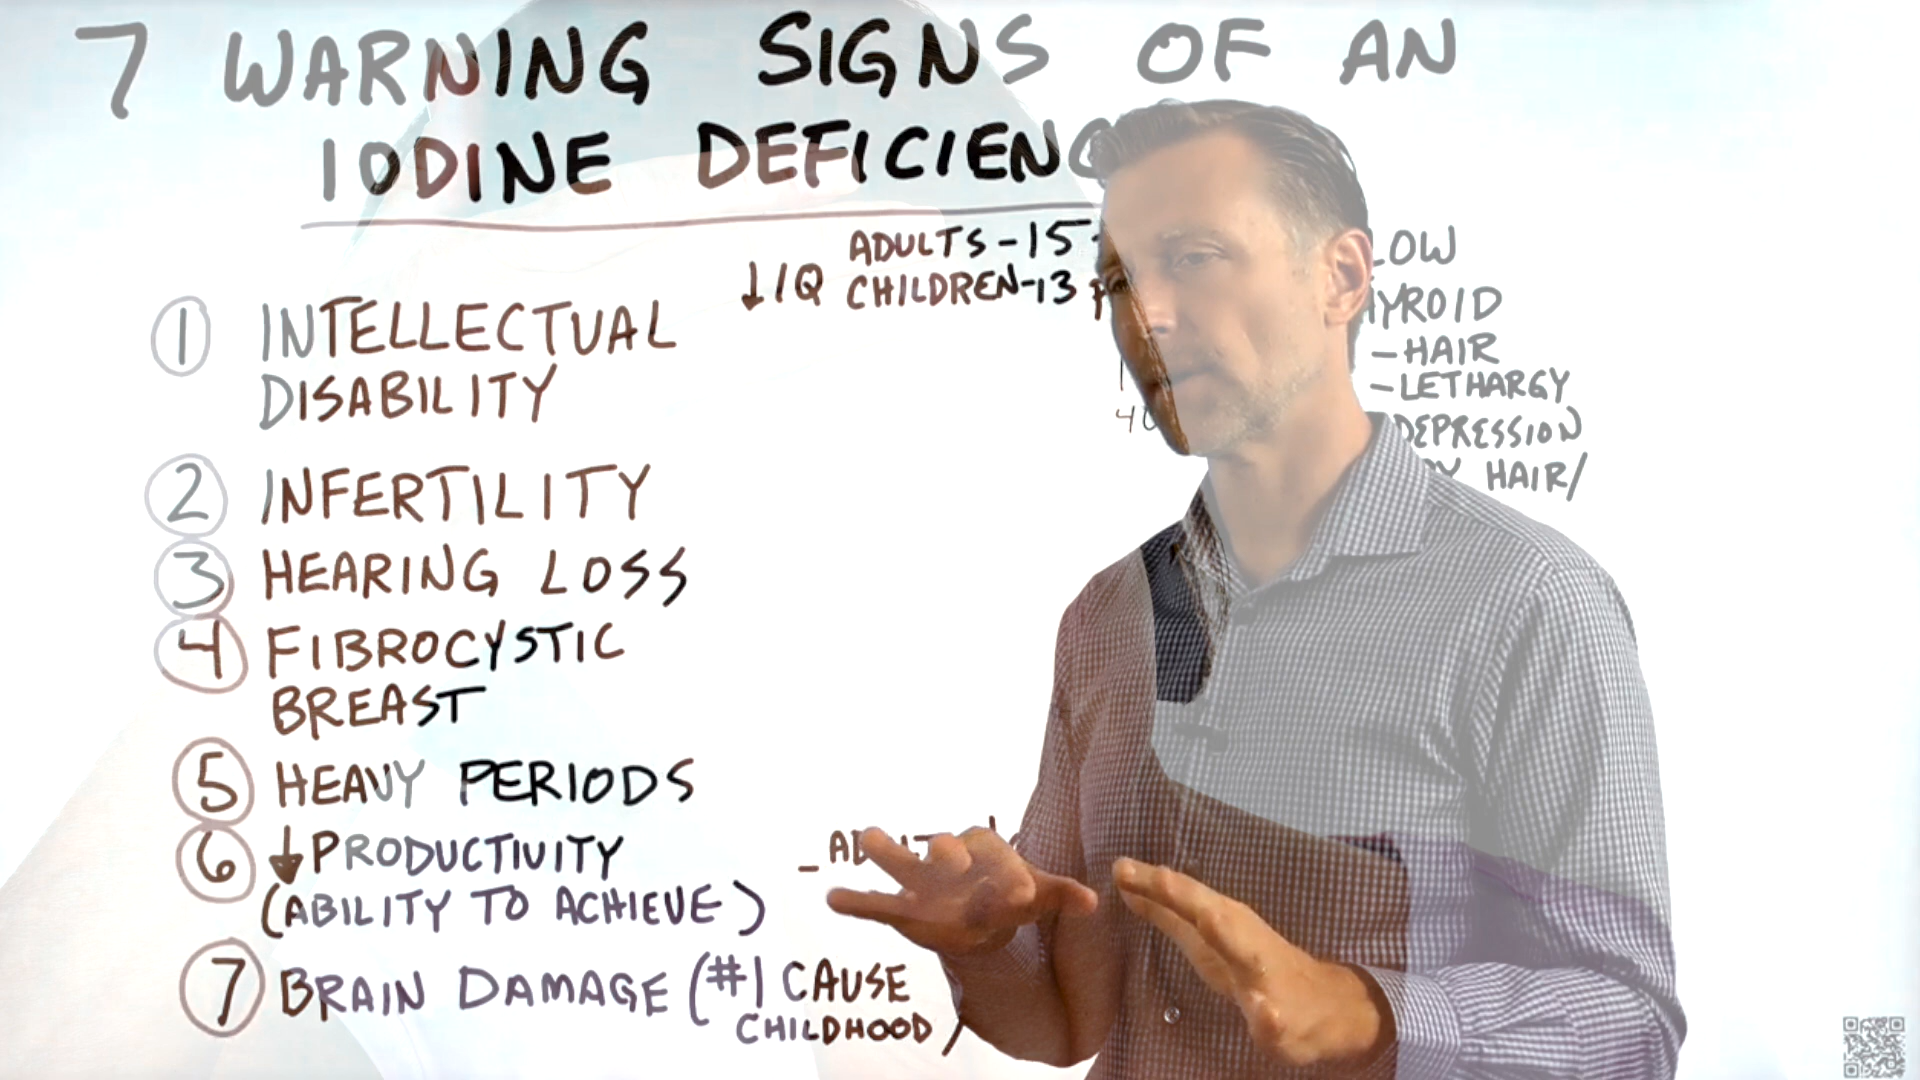 7 WARNING SIGNS OF AN
IODINE DEFICIENC
ADULTS-15
↓IQ CHILDREN-13
① INTELLECTUAL
DISABILITY
② INFERTILITY
③ HEARING LOSS
④ FIBROCYSTIC
BREAST
⑤ HEAVY PERIODS
⑥ ↓PRODUCTIVITY
(ABILITY TO ACHIEVE)
⑦ BRAIN DAMAGE (#1 CAUSE
CHILDHOOD)
LOW
HYROID
-HAIR
-LETHARGY
DEPRESSION
HAIR/